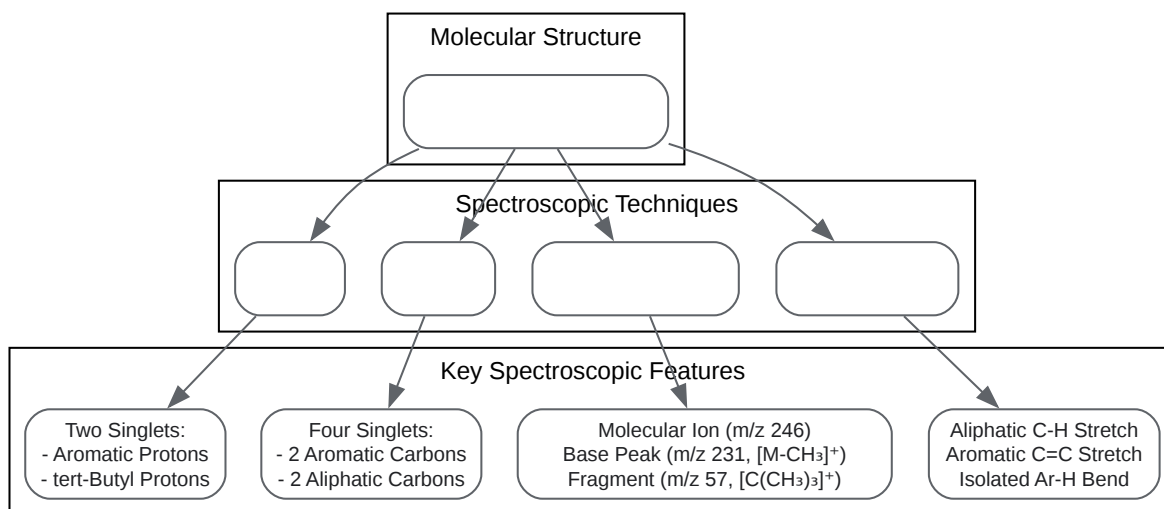 Molecular Structure
Spectroscopic Techniques
Key Spectroscopic Features
Two Singlets:
- Aromatic Protons
- tert-Butyl Protons
Four Singlets:
- 2 Aromatic Carbons
- 2 Aliphatic Carbons
Molecular Ion (m/z 246)
Base Peak (m/z 231, [M-CH₃]⁺)
Fragment (m/z 57, [C(CH₃)₃]⁺)
Aliphatic C-H Stretch
Aromatic C=C Stretch
Isolated Ar-H Bend